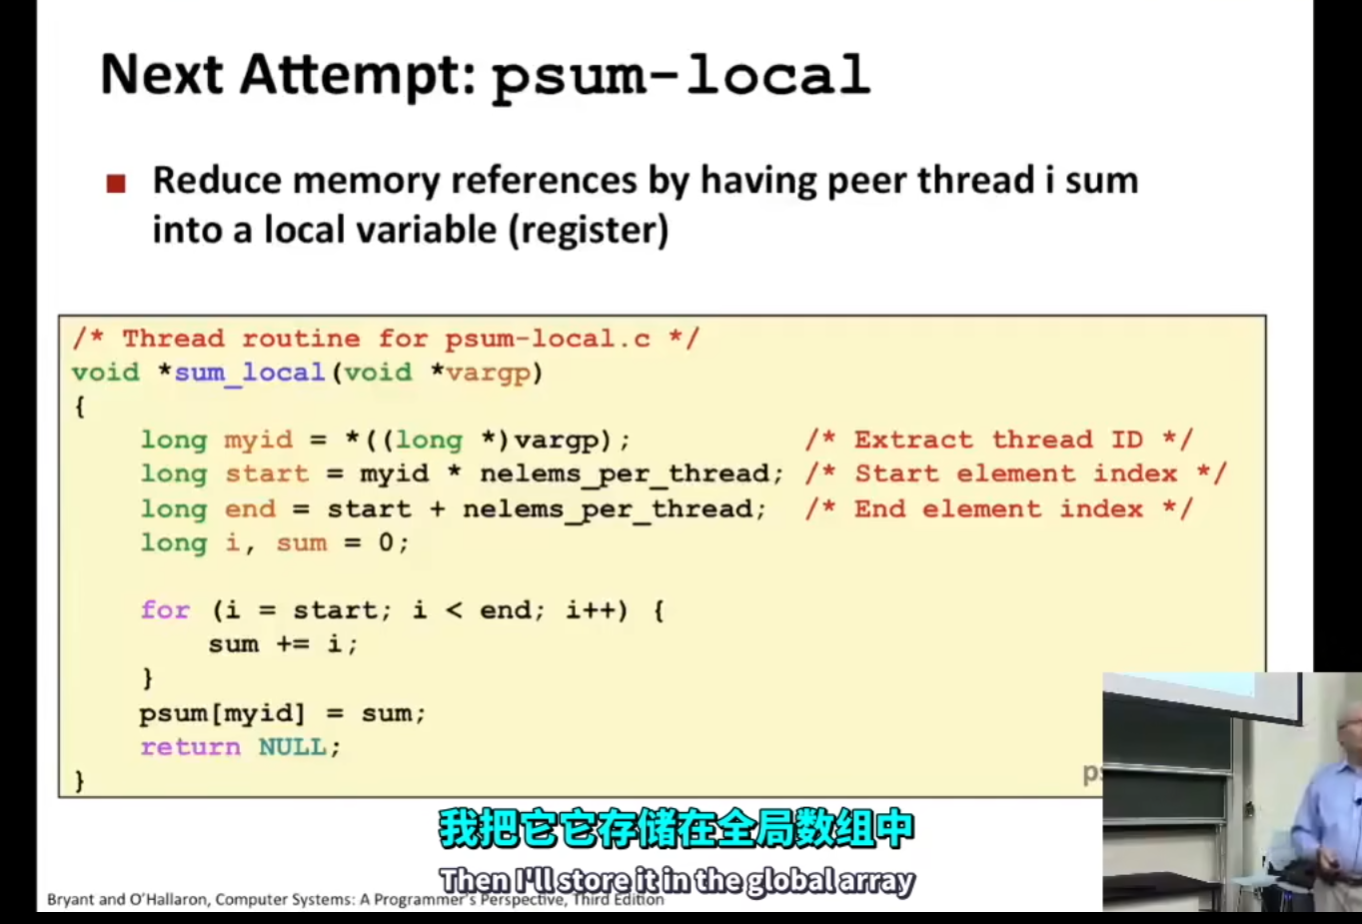 Next Attempt: psum-local
■ Reduce memory references by having peer thread i sum
into a local variable (register)
/* Thread routine for psum-local.c */
void *sum_local(void *vargp)
{
    long myid = *((long *)vargp);          /* Extract thread ID */
    long start = myid * nelems_per_thread; /* Start element index */
    long end = start + nelems_per_thread;  /* End element index */
    long i, sum = 0;
    for (i = start; i < end; i++) {
        sum += i;
    }
    psum[myid] = sum;
    return NULL;
}
我把它它存储在全局数组中
Then I'll store it in the global array
Bryant and O'Hallaron, Computer Systems: A Programmer's Perspective, Third Edition